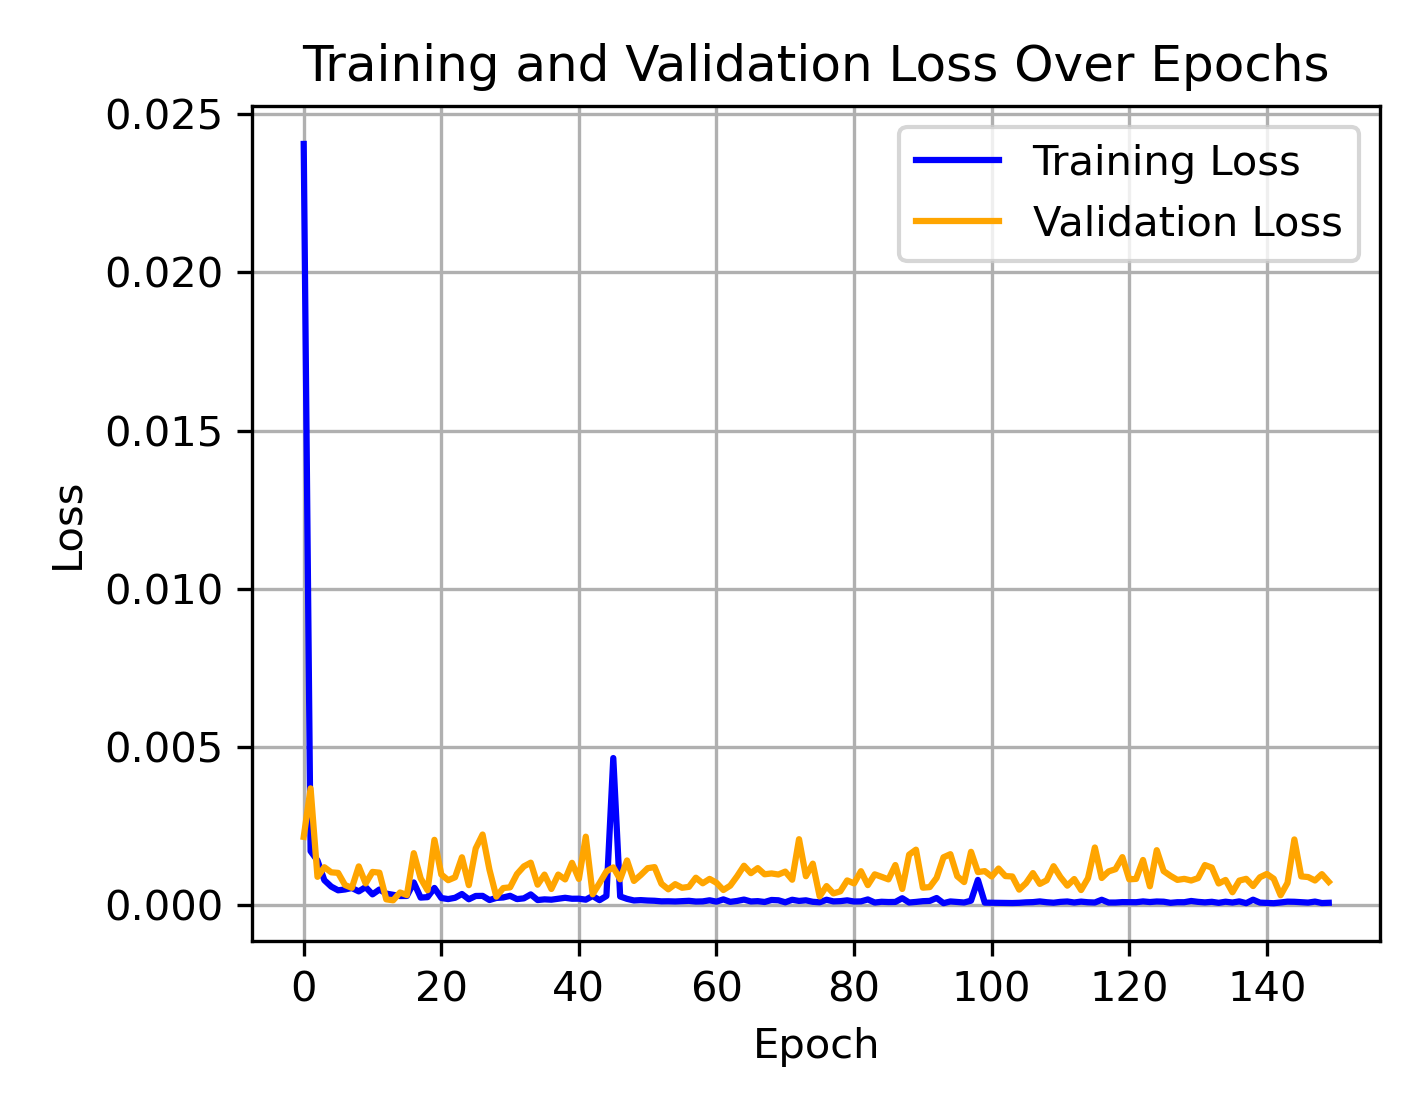 Training and Validation Loss Over Epochs
Training Loss
Validation Loss
0.025
0.020
0.015
0.010
0.005
0.000
Loss
0 20 40 60 80 100 120 140
Epoch